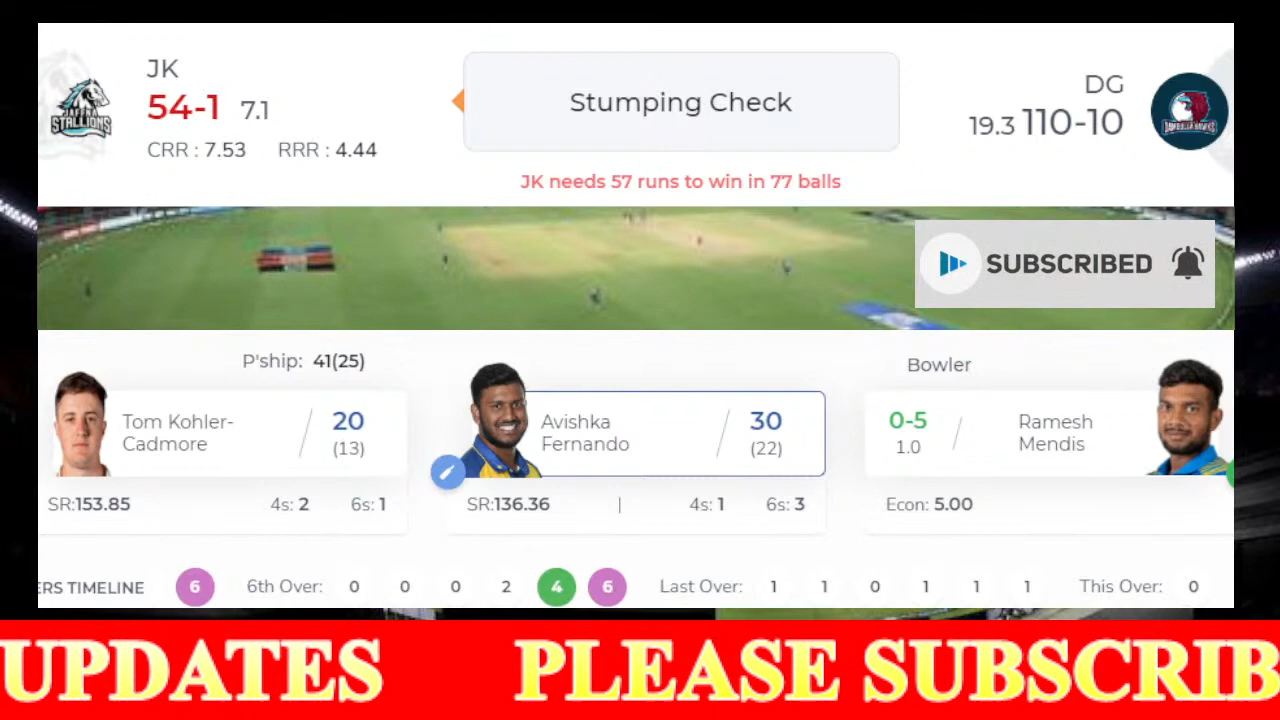 JK
54-1 7.1
CRR : 7.53 RRR : 4.44
JAFFNA
STALLIONS
Stumping Check
JK needs 57 runs to win in 77 balls
DG
19.3 110-10
DAMBULLA HAWKS
SUBSCRIBED
P'ship: 41(25)
Tom Kohler-
Cadmore
20
(13)
SR:153.85 4s: 2 6s: 1
Avishka
Fernando
30
(22)
SR:136.36 | 4s: 1 6s: 3
Bowler
0-5
1.0
Ramesh
Mendis
Econ: 5.00
ERS TIMELINE 6 6th Over: 0 0 0 2 4 6 Last Over: 1 1 0 1 1 1 This Over: 0
UPDATES PLEASE SUBSCRIB